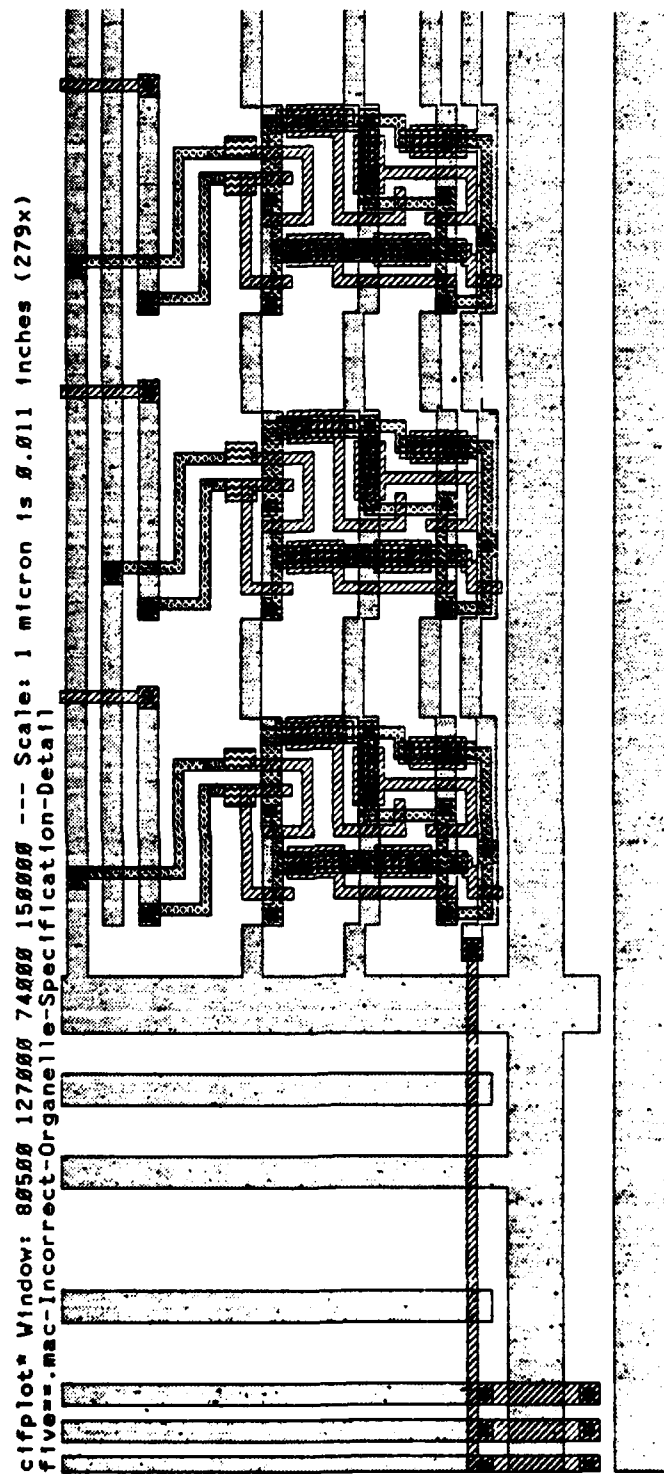 cifplot* Window: 80500 127000 74000 150000 --- Scale: 1 micron is 0.011 inches (279x)
five==.mac-Incorrect-Organelle-Specification-Detail